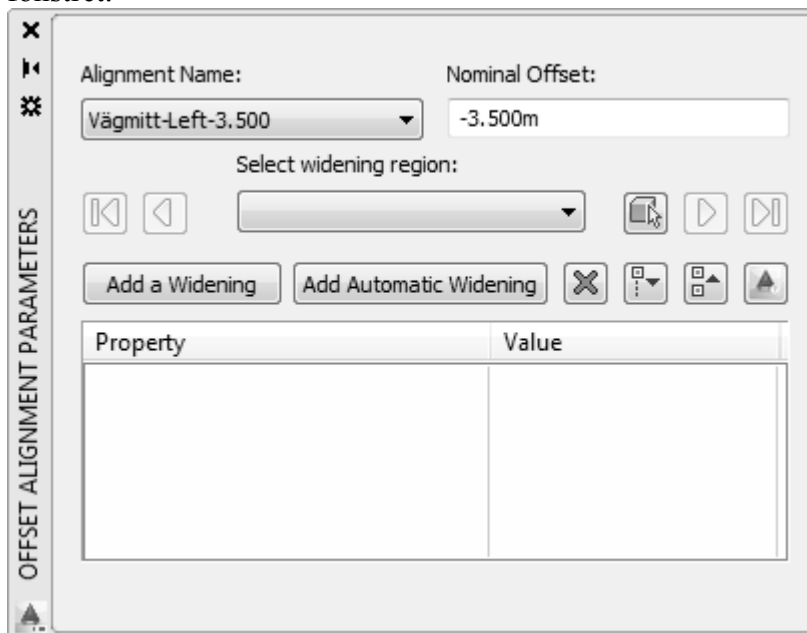 Alignment Name: Nominal Offset:
Vägmitt-Left-3.500 -3.500m
Select widening region:
Add a Widening Add Automatic Widening
Property Value
OFFSET ALIGNMENT PARAMETERS